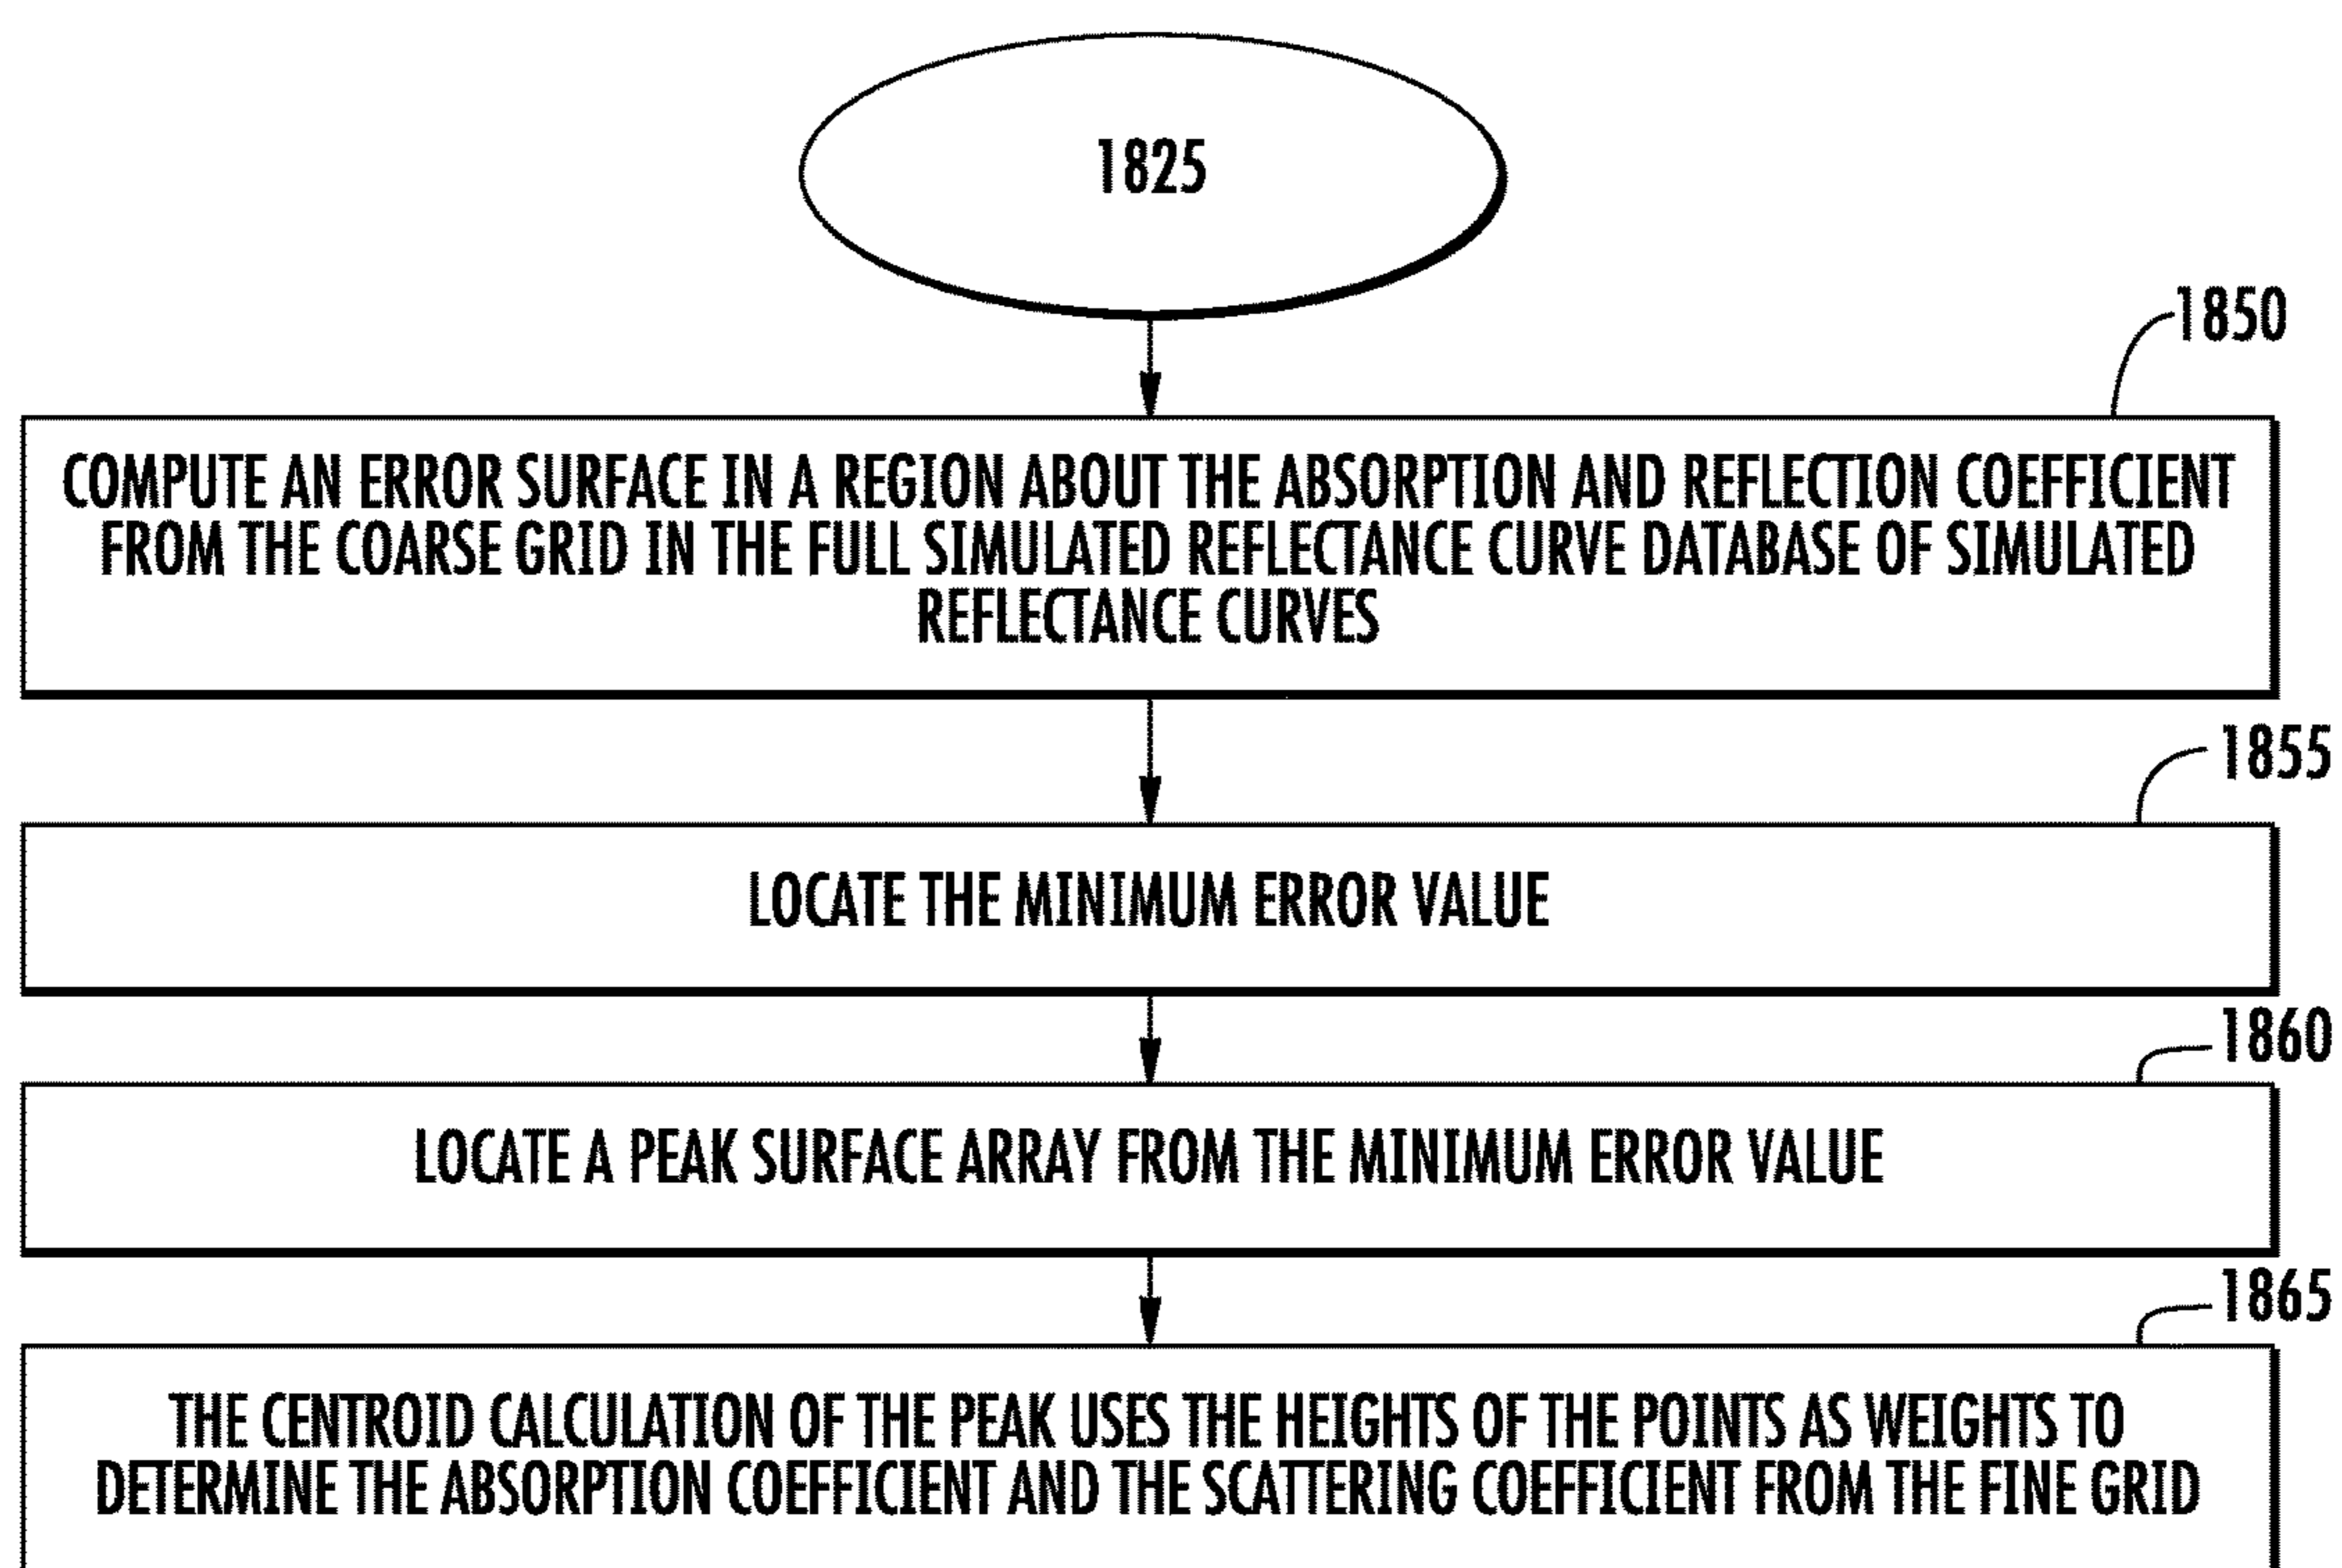 1825
1850
COMPUTE AN ERROR SURFACE IN A REGION ABOUT THE ABSORPTION AND REFLECTION COEFFICIENT
FROM THE COARSE GRID IN THE FULL SIMULATED REFLECTANCE CURVE DATABASE OF SIMULATED
REFLECTANCE CURVES
1855
LOCATE THE MINIMUM ERROR VALUE
1860
LOCATE A PEAK SURFACE ARRAY FROM THE MINIMUM ERROR VALUE
1865
THE CENTROID CALCULATION OF THE PEAK USES THE HEIGHTS OF THE POINTS AS WEIGHTS TO
DETERMINE THE ABSORPTION COEFFICIENT AND THE SCATTERING COEFFICIENT FROM THE FINE GRID